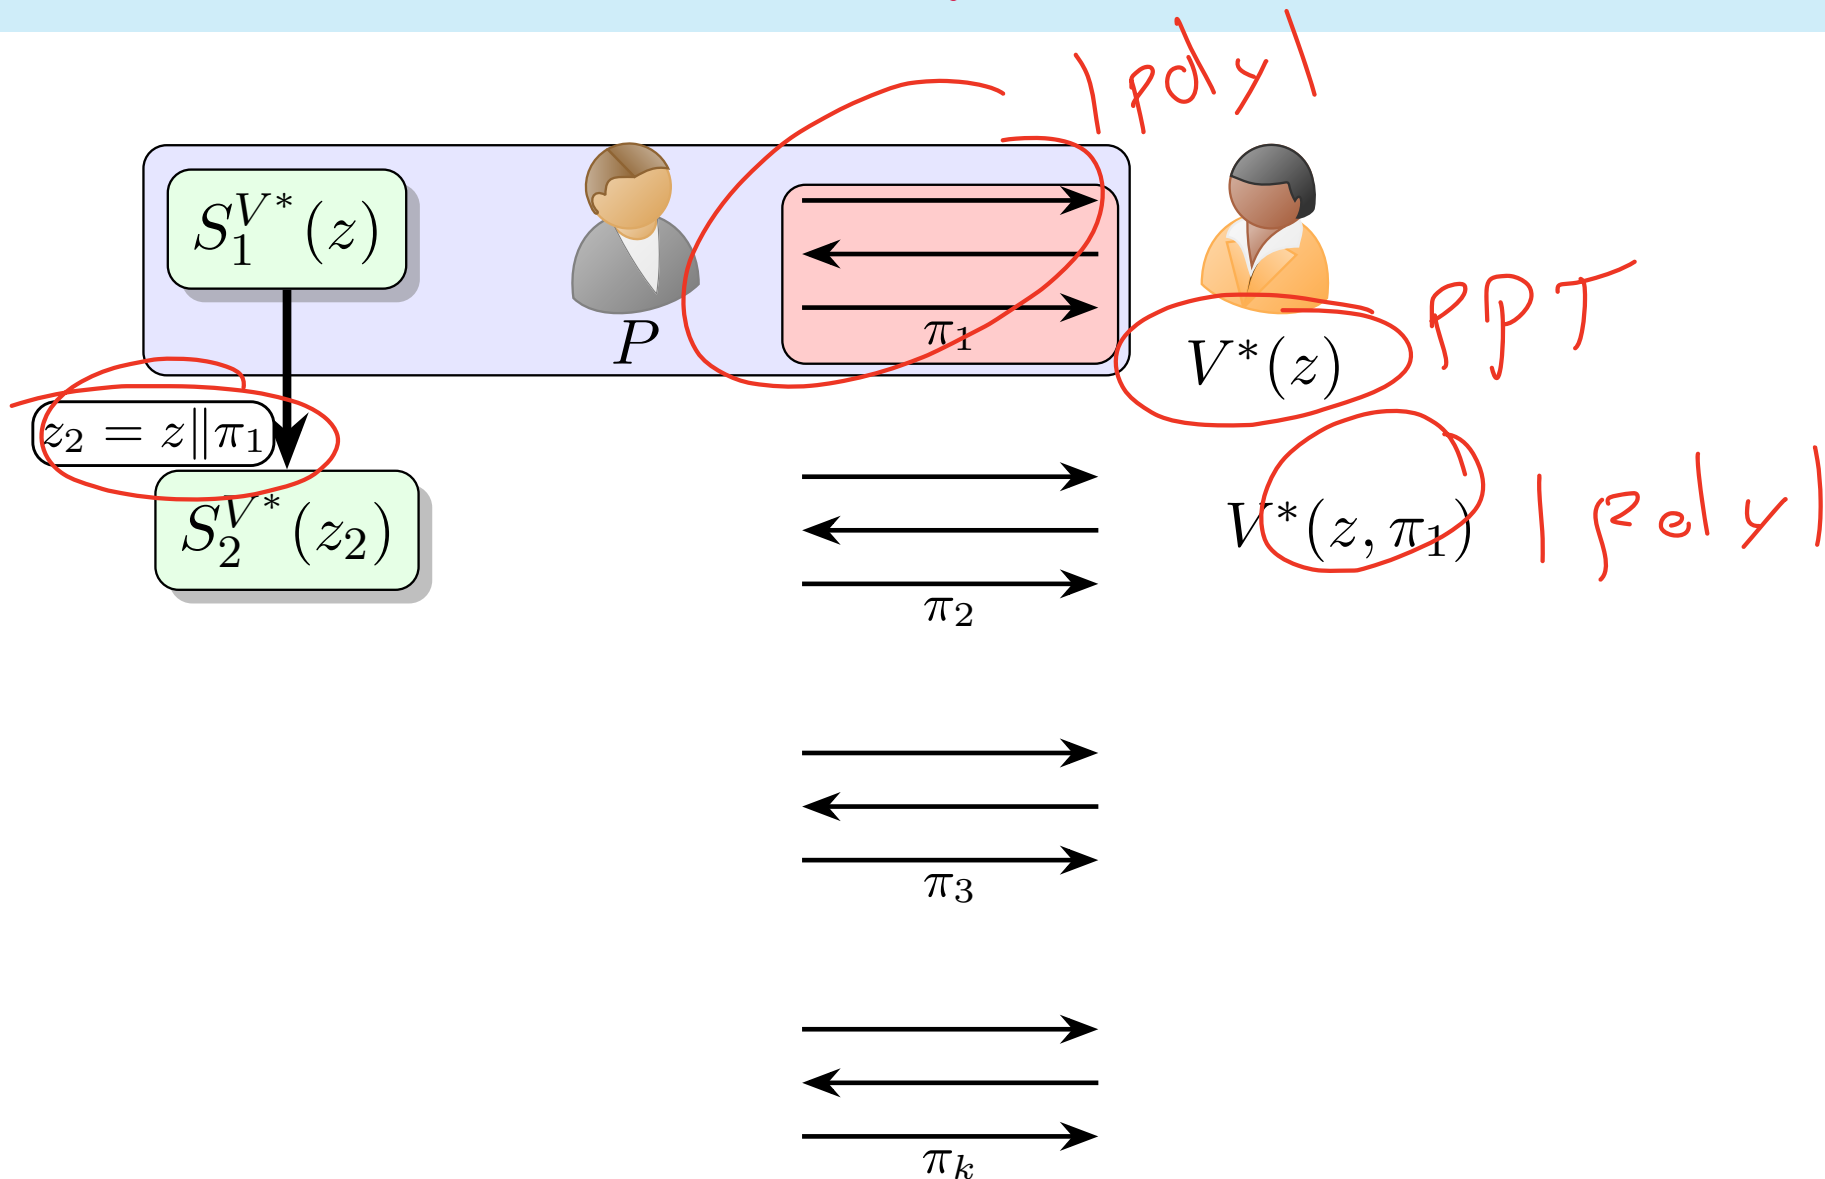 |poly|
S_1^{V^*}(z)
P
π_1
V^*(z)
PPT
z_2 = z‖π_1
S_2^{V^*}(z_2)
V^*(z, π_1)
|poly|
π_2
π_3
π_k